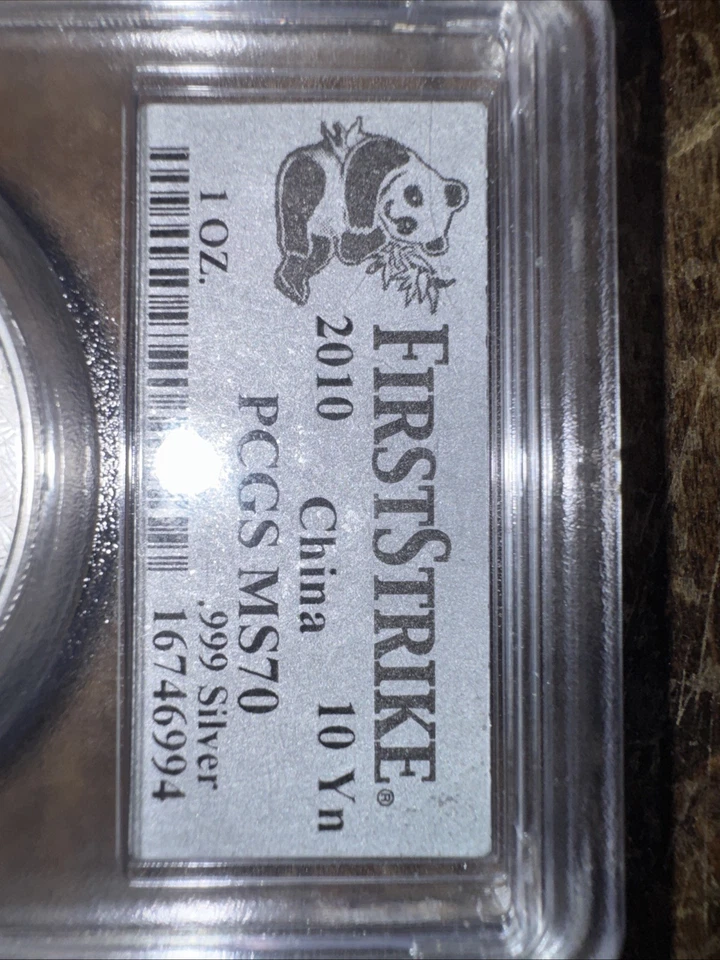 FIRSTSTRIKE®
2010 China 10 Yn
PCGS MS70
1 OZ. .999 Silver
16746994